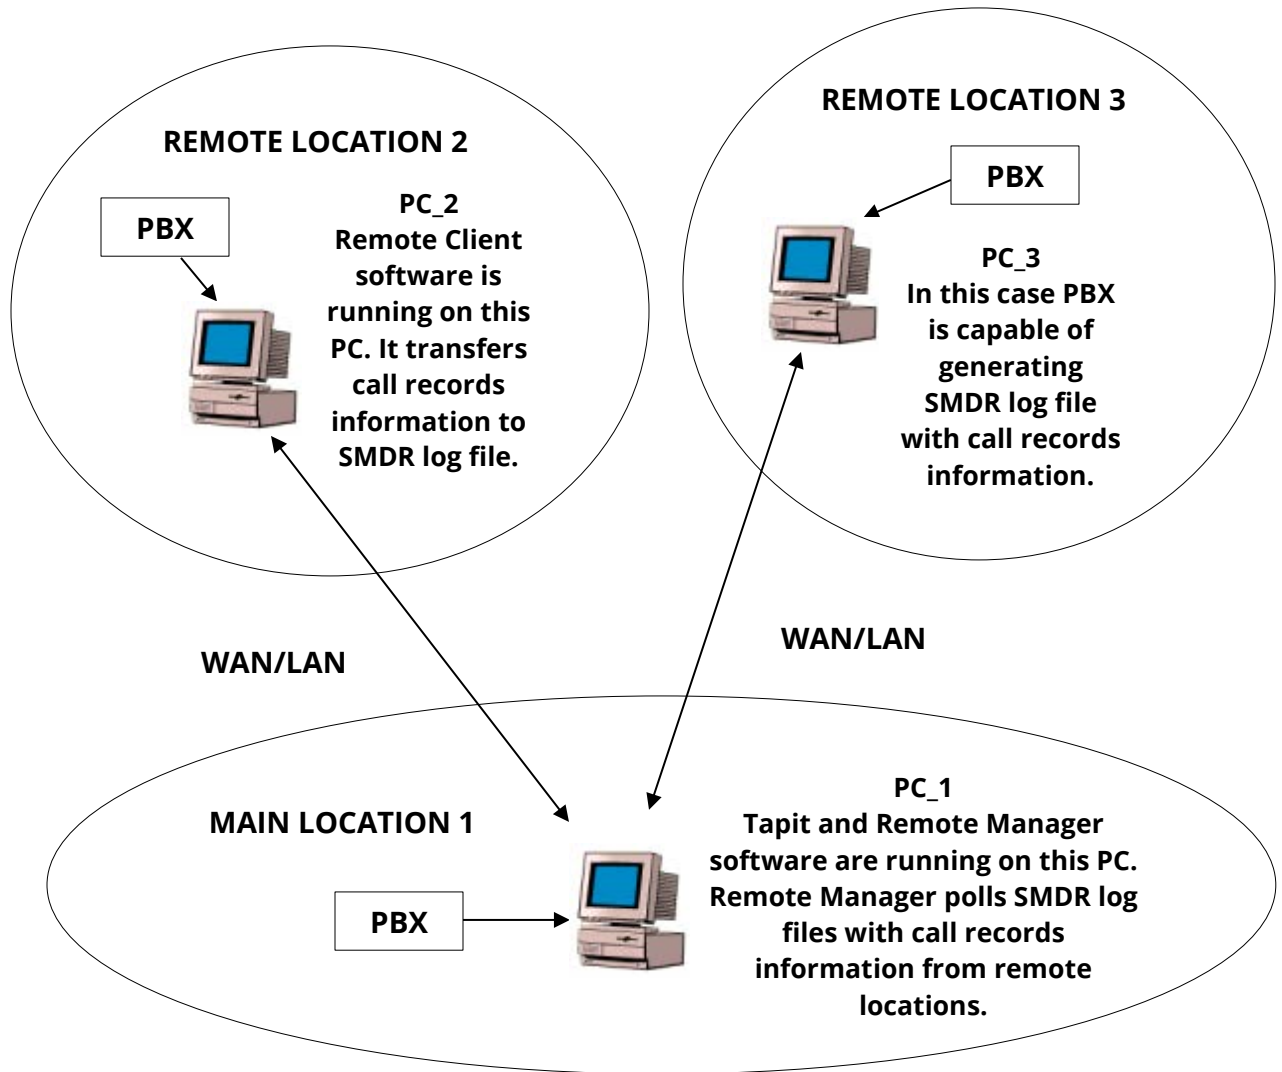 REMOTE LOCATION 2
PBX
PC_2
Remote Client
software is
running on this
PC. It transfers
call records
information to
SMDR log file.
REMOTE LOCATION 3
PBX
PC_3
In this case PBX
is capable of
generating
SMDR log file
with call records
information.
WAN/LAN
WAN/LAN
MAIN LOCATION 1
PBX
PC_1
Tapit and Remote Manager
software are running on this PC.
Remote Manager polls SMDR log
files with call records
information from remote
locations.